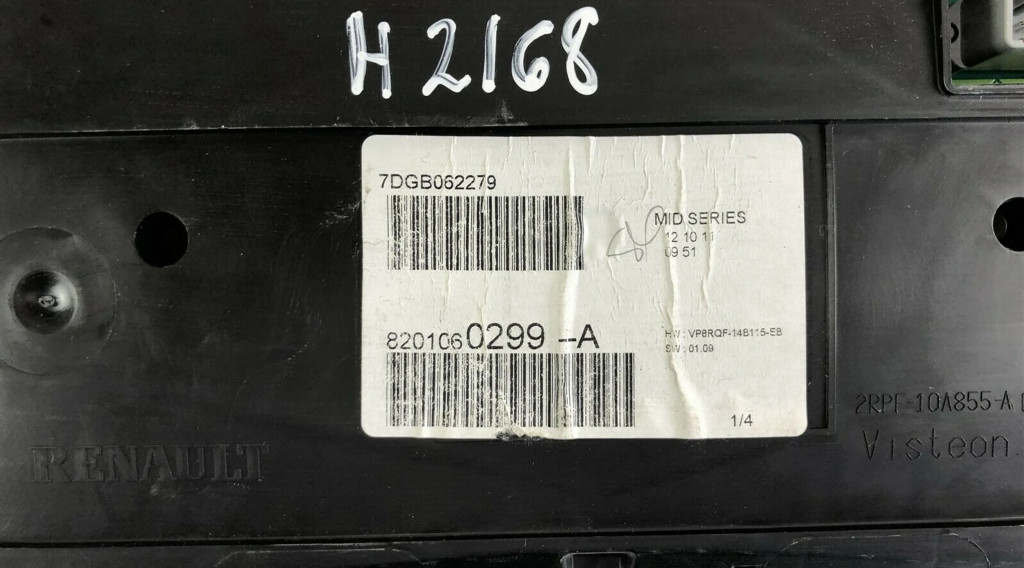 H2168
7DGB062279
MID SERIES
12 10 11
09 51
8201060299 --A
HW : VP8RQF-14B115-EB
SW : 01.09
1/4
2RPF-10A855-A
Visteon.
RENAULT